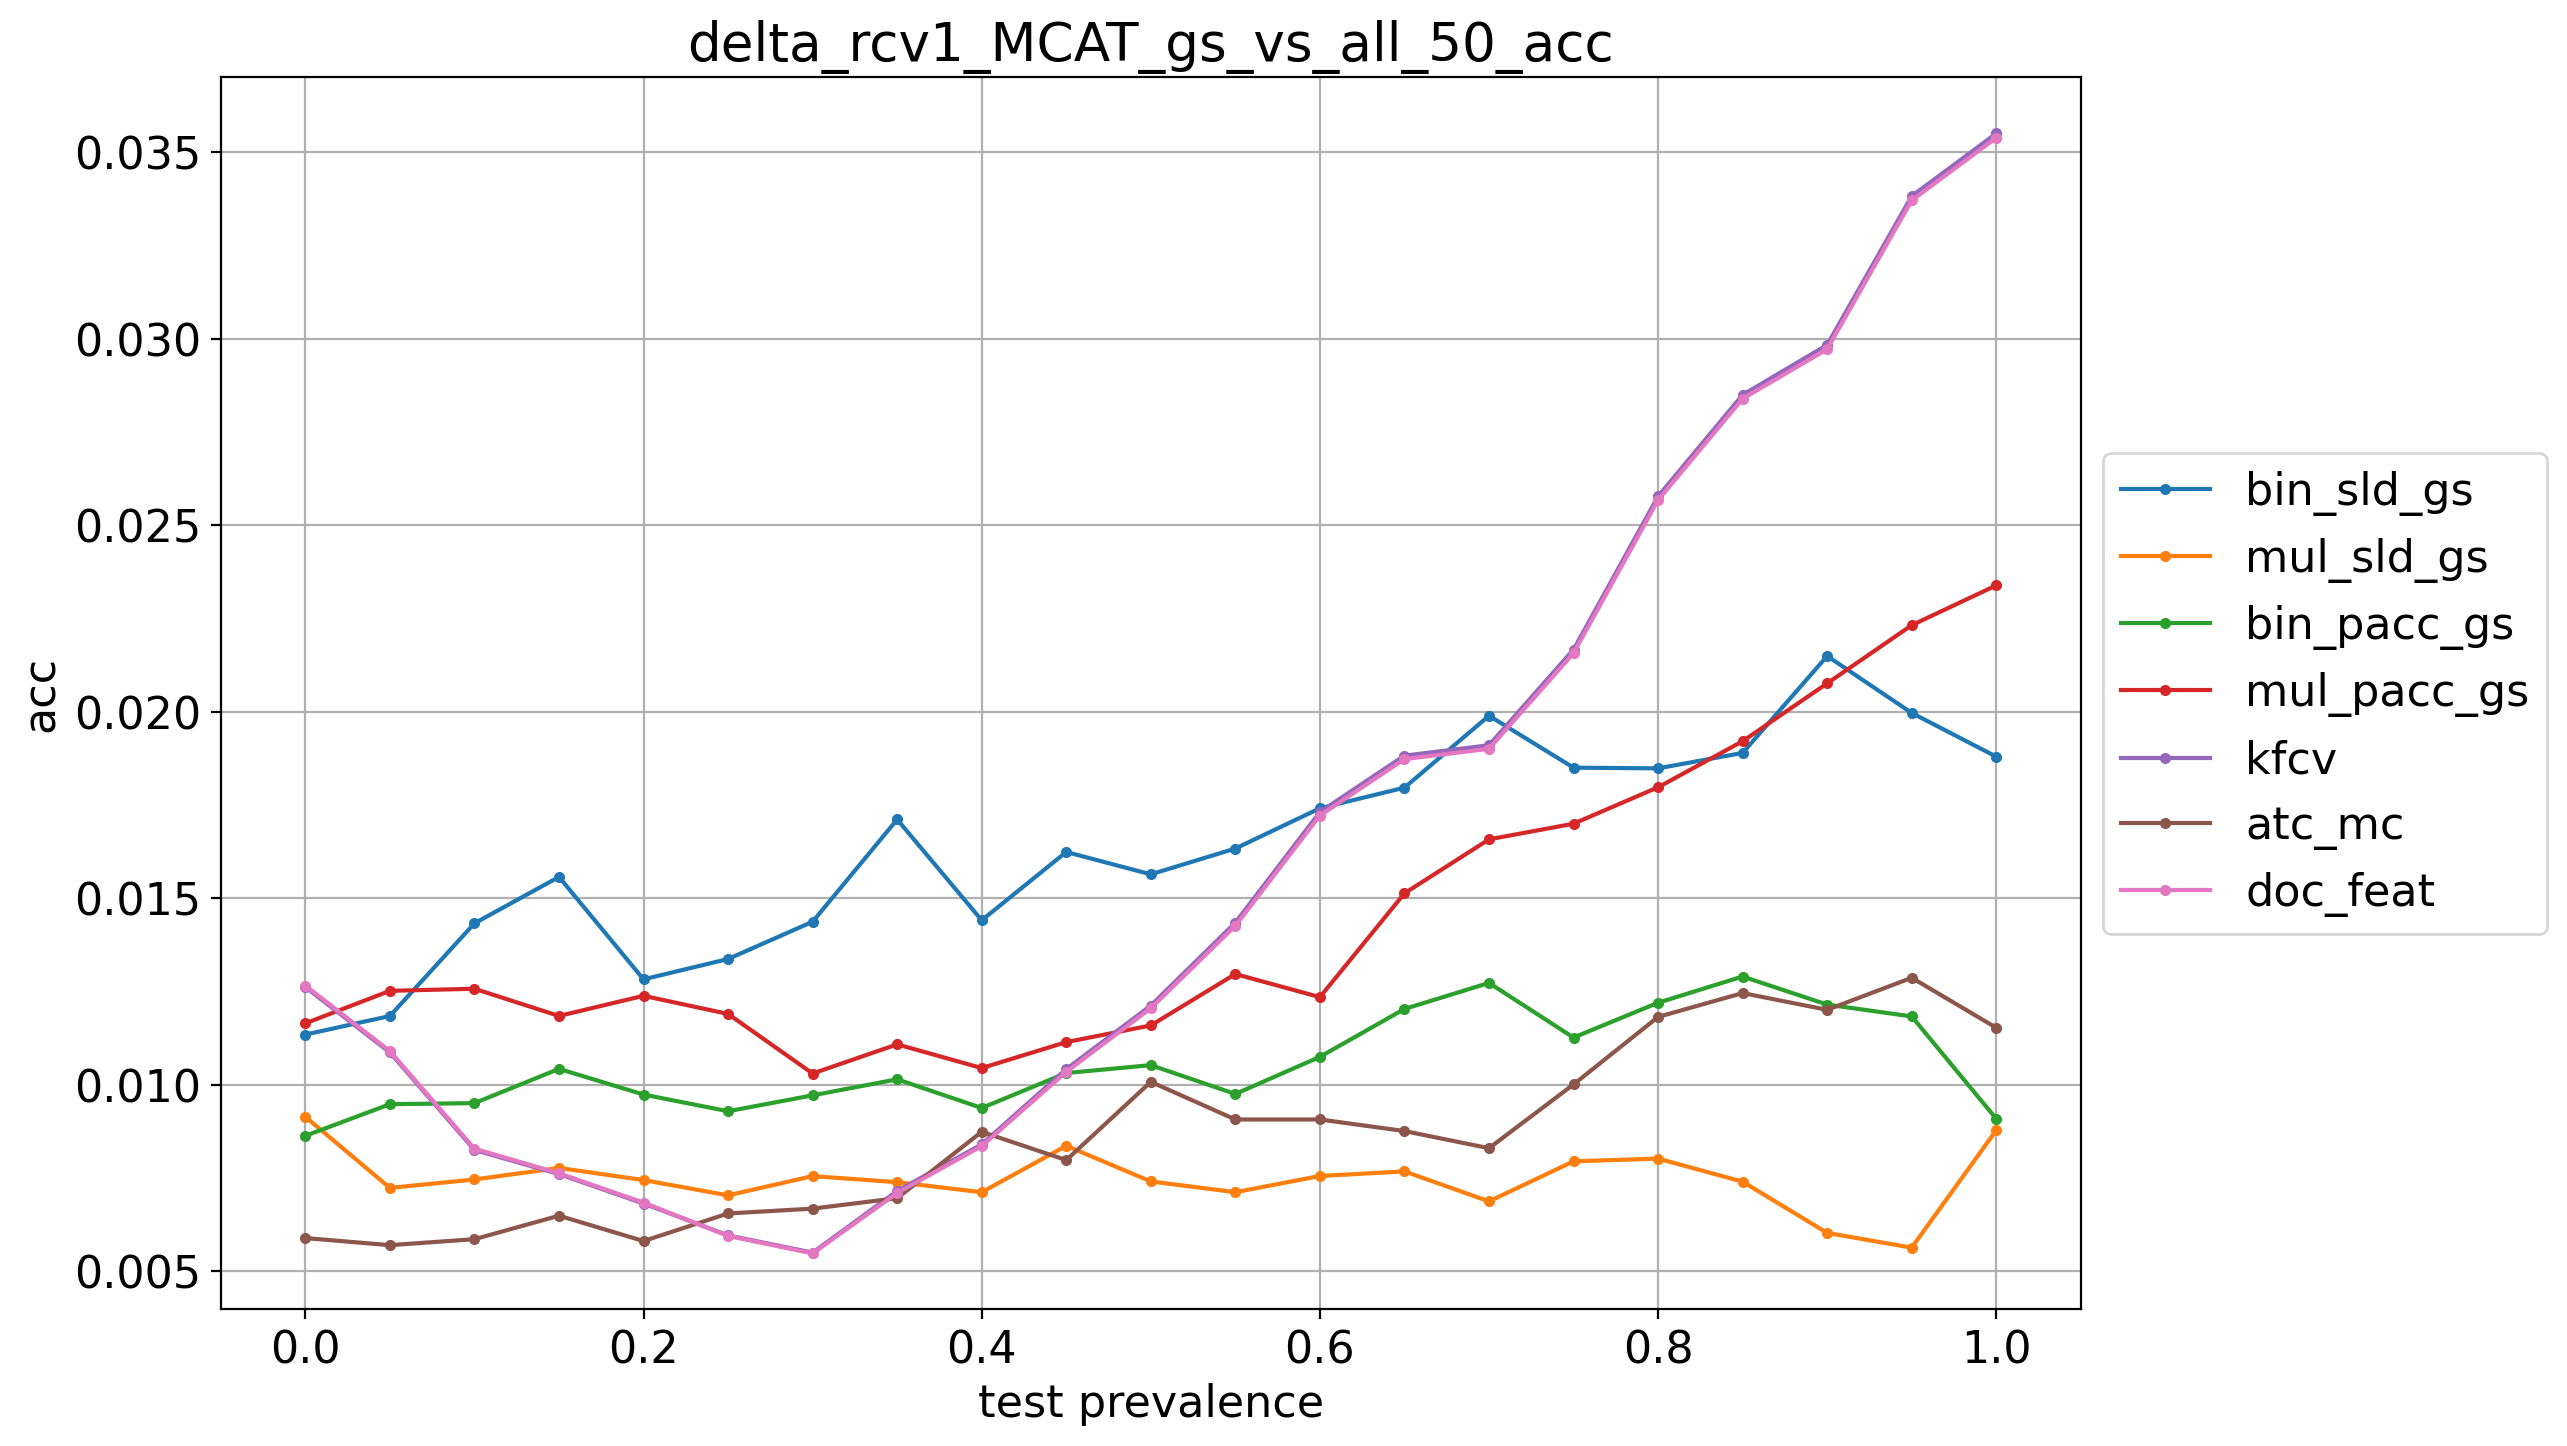 delta_rcv1_MCAT_gs_vs_all_50_acc
0.035
0.030
0.025
0.020
0.015
0.010
0.005
acc
0.0 0.2 0.4 0.6 0.8 1.0
test prevalence
bin_sld_gs
mul_sld_gs
bin_pacc_gs
mul_pacc_gs
kfcv
atc_mc
doc_feat